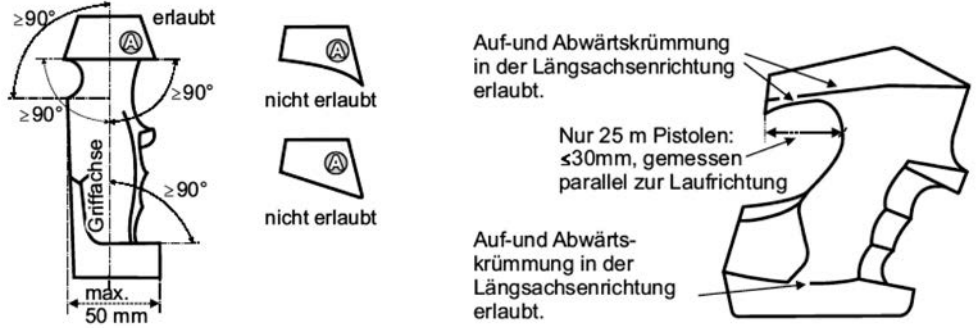 ≥90°
erlaubt
Ⓐ
≥90°
≥90°
≥90°
Griffachse
max.
50 mm
Ⓐ
nicht erlaubt
Ⓐ
nicht erlaubt
Auf-und Abwärtskrümmung
in der Längsachsenrichtung
erlaubt.
Nur 25 m Pistolen:
≤30mm, gemessen
parallel zur Laufrichtung
Auf-und Abwärts-
krümmung in der
Längsachsenrichtung
erlaubt.